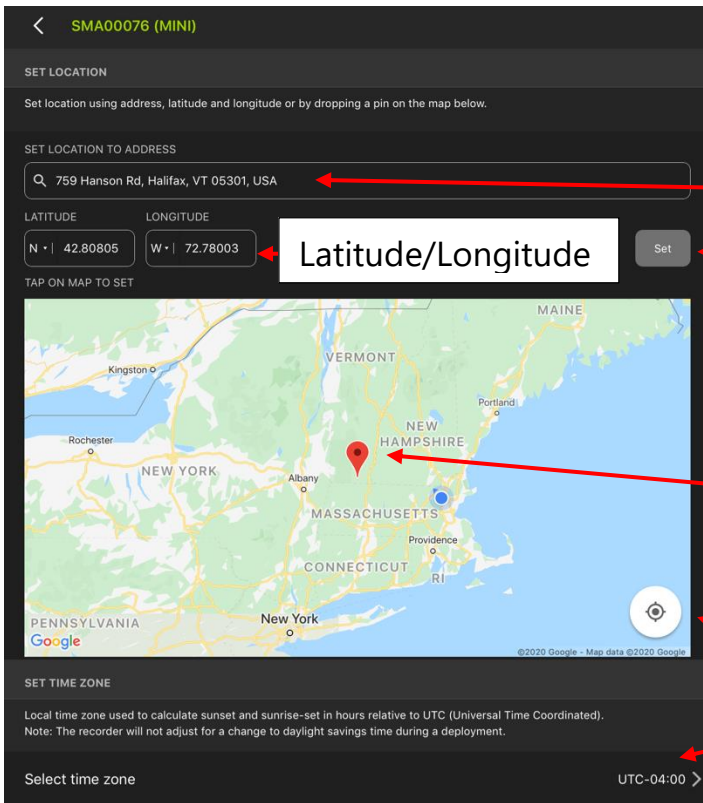 SMA00076 (MINI)
SET LOCATION
Set location using address, latitude and longitude or by dropping a pin on the map below.
SET LOCATION TO ADDRESS
759 Hanson Rd, Halifax, VT 05301, USA
LATITUDE LONGITUDE
N 42.80805 W 72.78003 Latitude/Longitude Set
TAP ON MAP TO SET
MAINE
VERMONT
Kingston
Portland
NEW
HAMPSHIRE
Rochester
NEW YORK
Albany
MASSACHUSETTS
Providence
CONNECTICUT
RI
PENNSYLVANIA
New York
Google
©2020 Google - Map data ©2020 Google
SET TIME ZONE
Local time zone used to calculate sunset and sunrise-set in hours relative to UTC (Universal Time Coordinated).
Note: The recorder will not adjust for a change to daylight savings time during a deployment.
Select time zone UTC-04:00